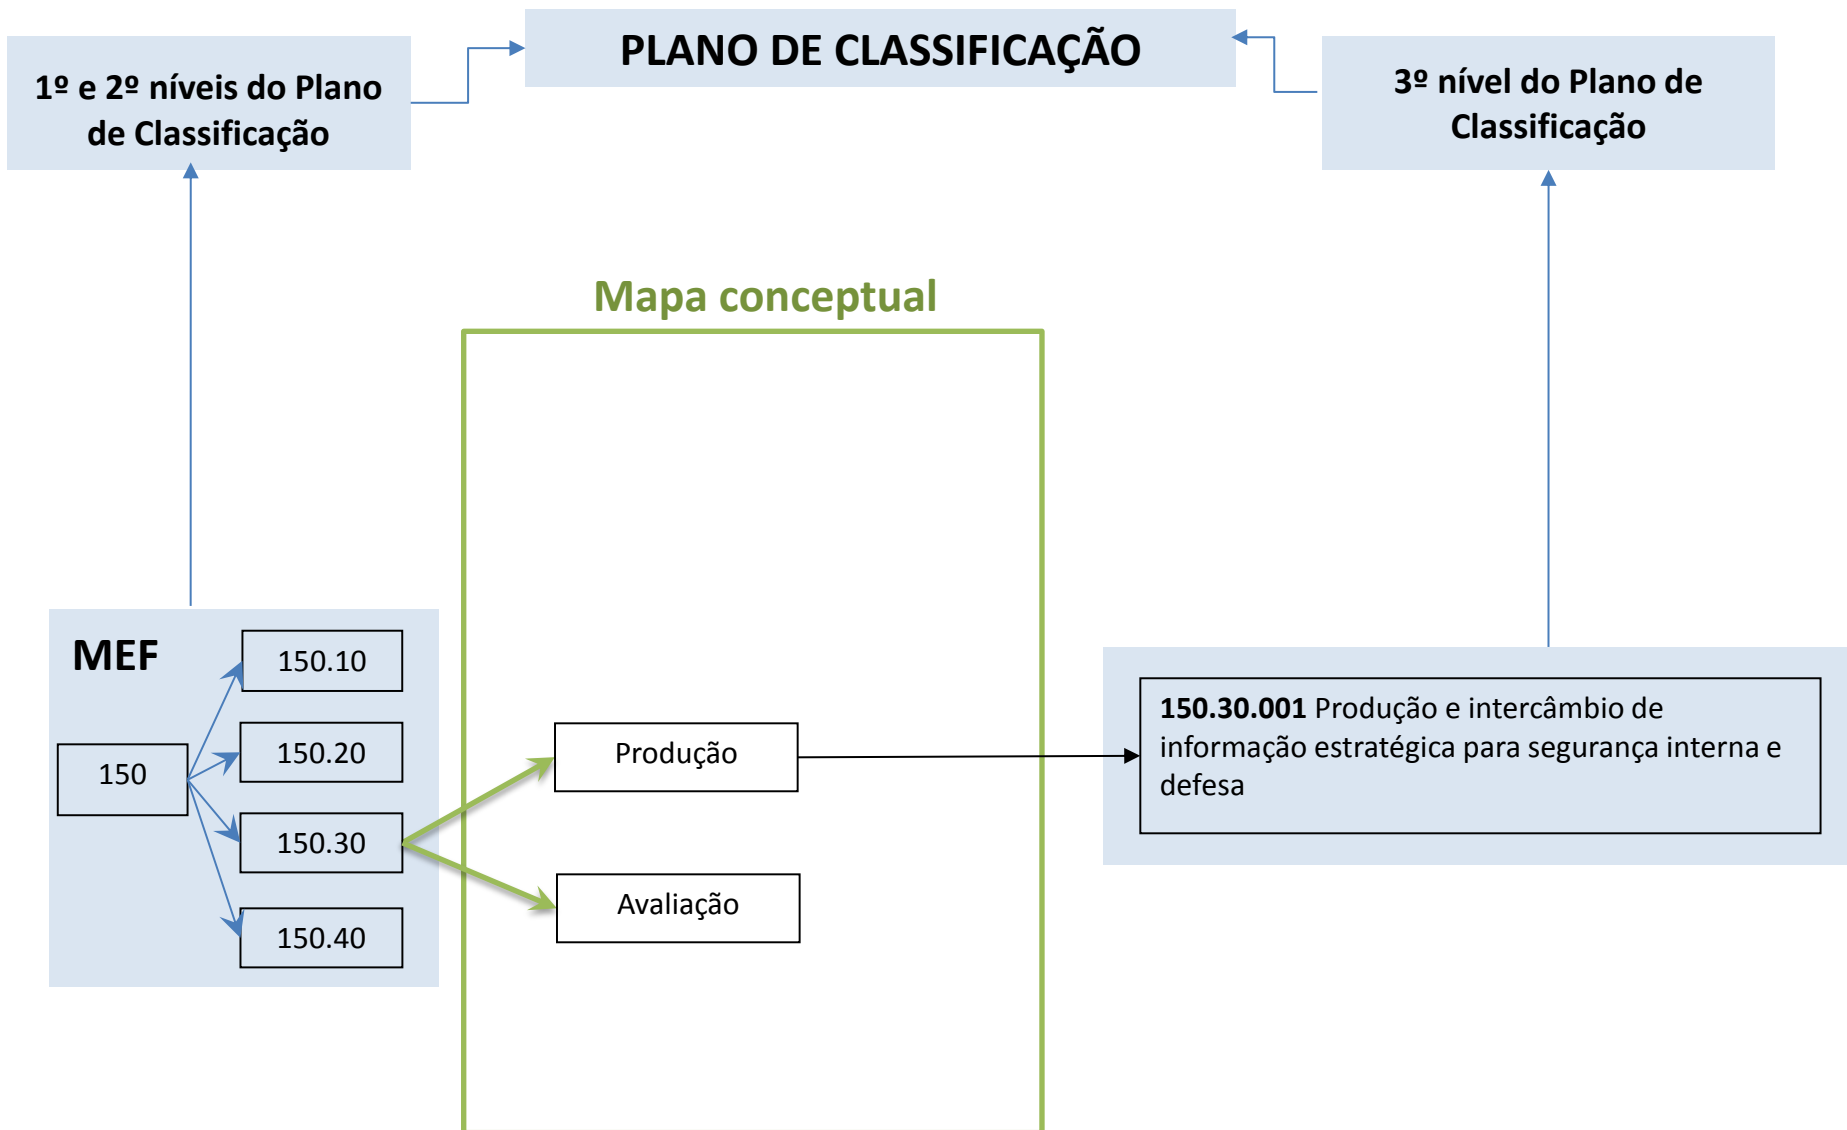 PLANO DE CLASSIFICAÇÃO
1º e 2º níveis do Plano
de Classificação
3º nível do Plano de
Classificação
Mapa conceptual
MEF
150
150.10
150.20
150.30
150.40
Produção
Avaliação
150.30.001 Produção e intercâmbio de
informação estratégica para segurança interna e
defesa